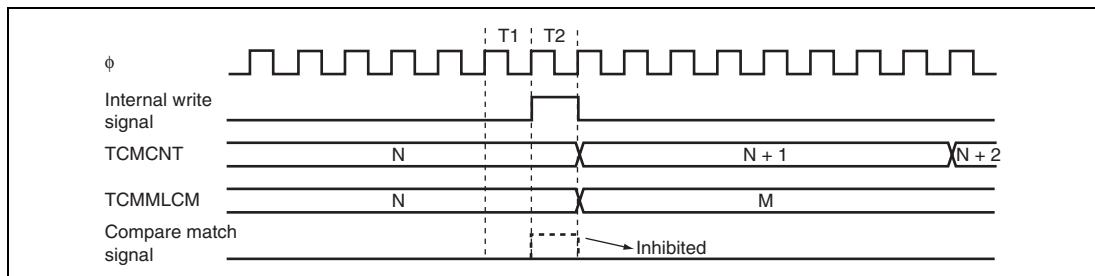 T1 T2
ϕ
Internal write
signal
TCMCNT N N + 1 N + 2
TCMMLCM N M
Compare match
signal
Inhibited